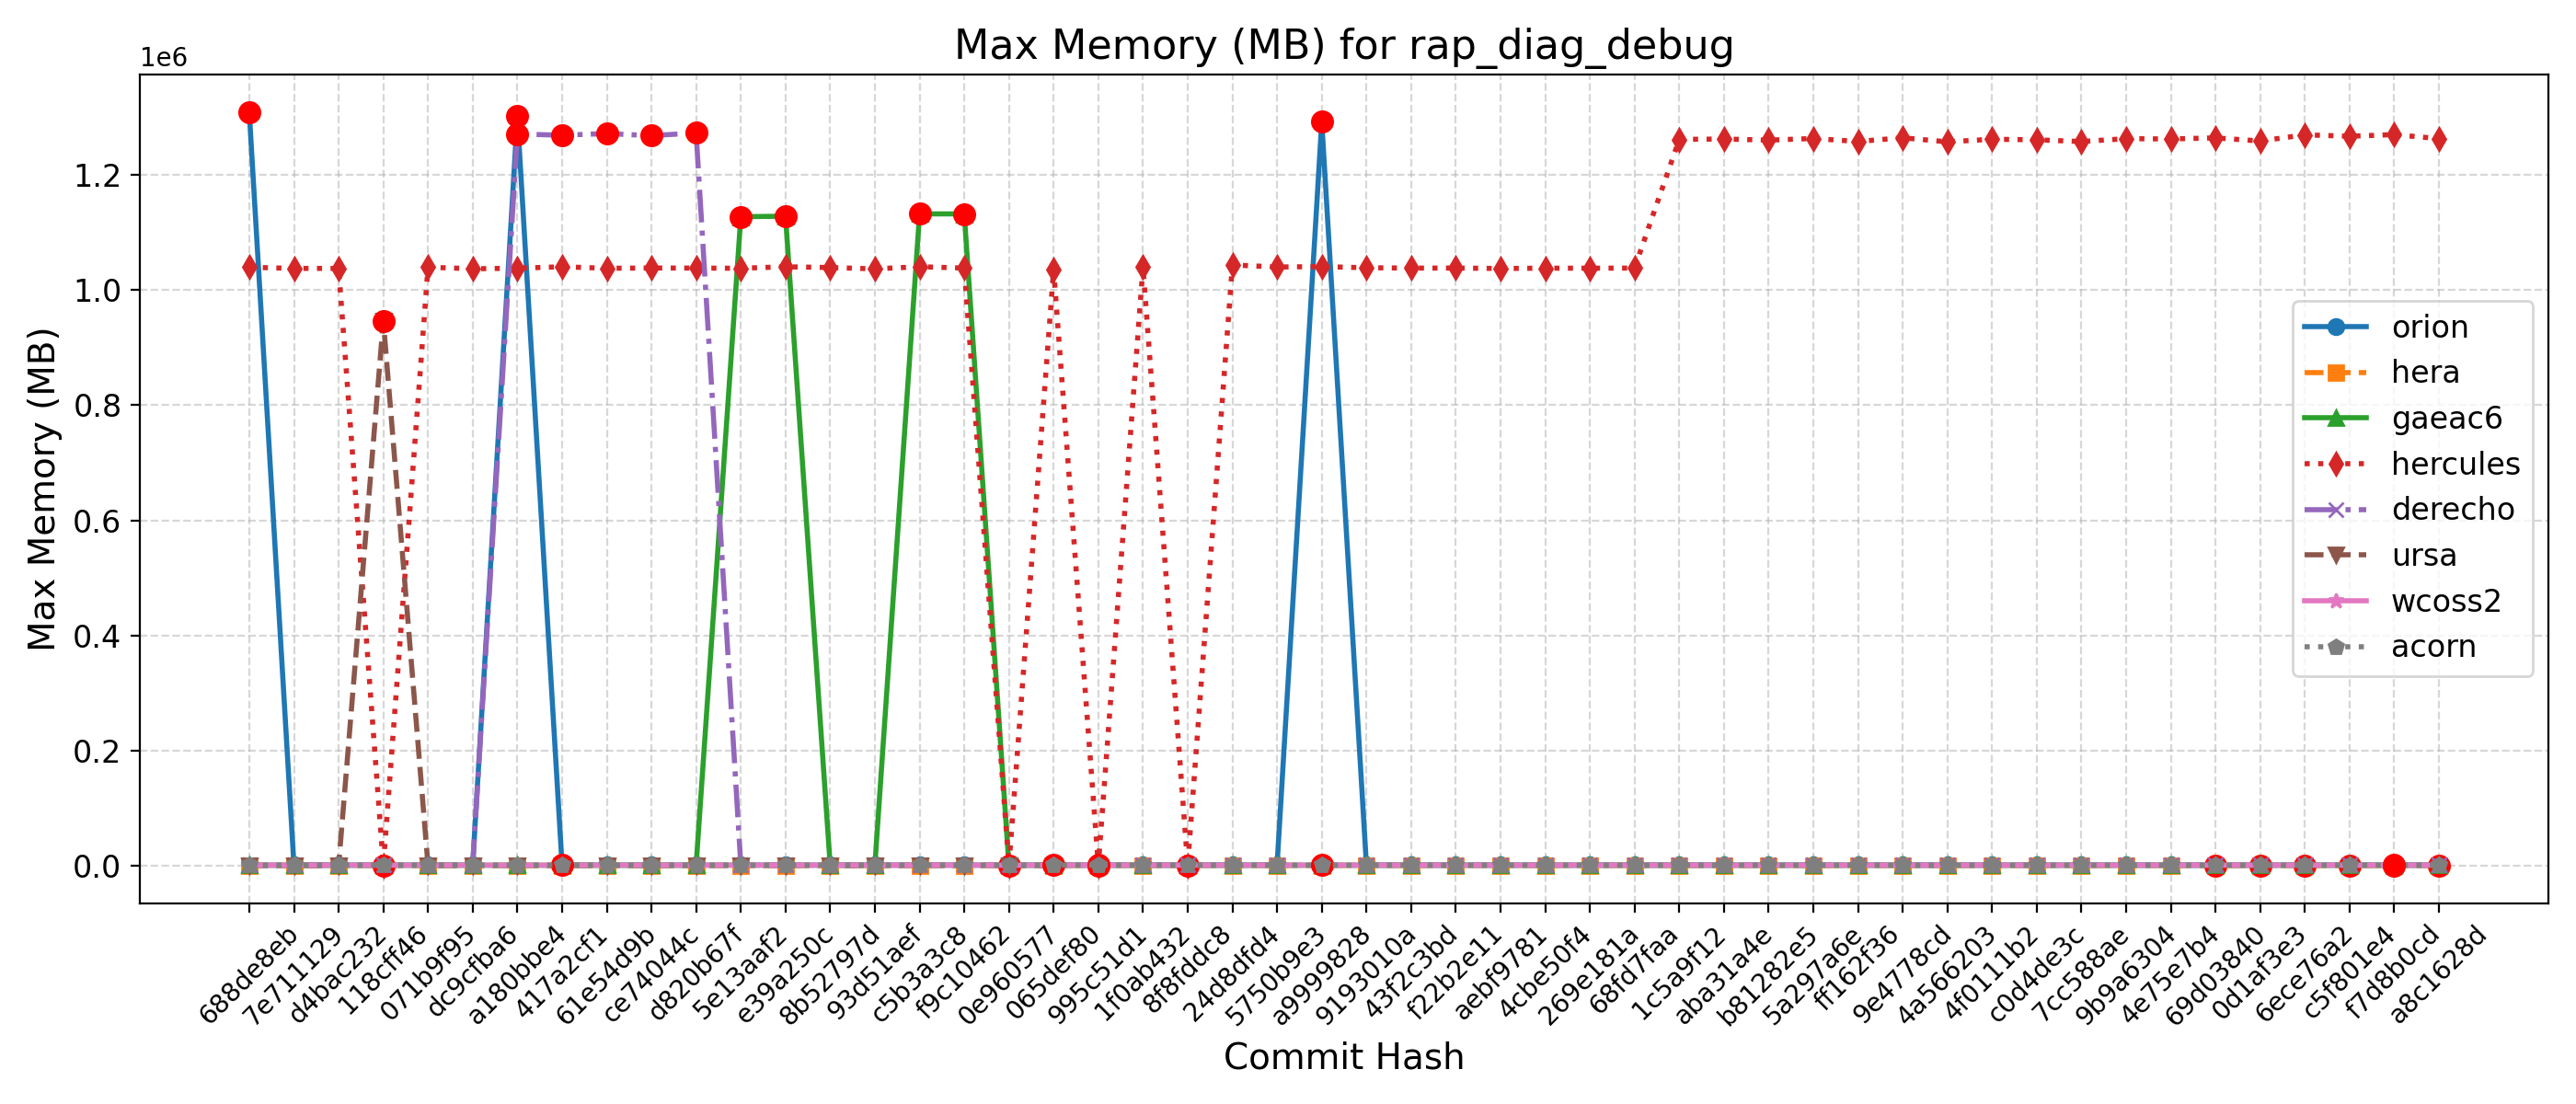 Max Memory (MB) for rap_diag_debug
1e6
1.2
1.0
0.8
0.6
0.4
0.2
0.0
Max Memory (MB)
orion
hera
gaeac6
hercules
derecho
ursa
wcoss2
acorn
688de8eb
7e711129
d4bac232
118cff46
071b9f95
dc9cfba6
a180bbe4
417a2cf1
61e54d9b
ce74044c
d820b67f
5e13aaf2
e39a250c
8b52797d
93d51aef
c5b3a3c8
f9c10462
0e960577
065def80
995c51d1
1f0ab432
8f8fddc8
24d8dfd4
5750b9e3
a9999828
9193010a
43f2c3bd
f22b2e11
aebf9781
4cbe50f4
269e181a
68fd7faa
1c5a9f12
aba31a4e
b81282e5
5a297a6e
ff162f36
9e4778cd
4a566203
4f0111b2
c0d4de3c
7cc588ae
9b9a6304
4e75e7b4
69d03840
0d1af3e3
6ece76a2
c5f801e4
f7d8b0cd
a8c1628d
Commit Hash